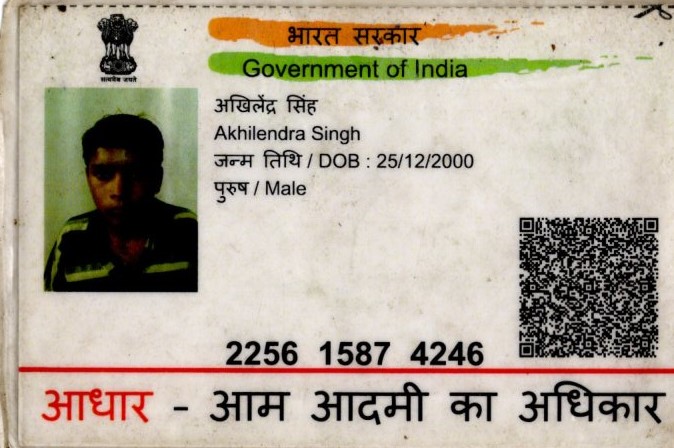 भारत सरकार
Government of India
सत्यमेव जयते
अखिलेंद्र सिंह
Akhilendra Singh
जन्म तिथि / DOB : 25/12/2000
पुरुष / Male
2256 1587 4246
आधार - आम आदमी का अधिकार